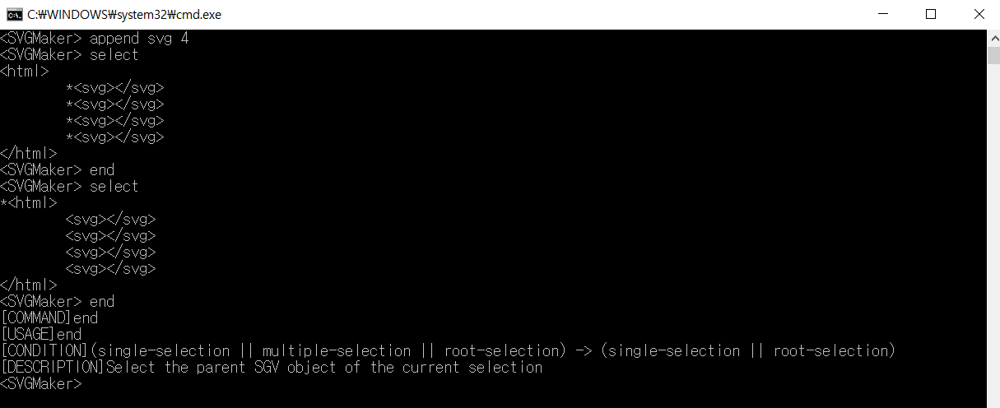 C:\WINDOWS\system32\cmd.exe
<SVGMaker> append svg 4
<SVGMaker> select
<html>
*<svg></svg>
*<svg></svg>
*<svg></svg>
*<svg></svg>
</html>
<SVGMaker> end
<SVGMaker> select
*<html>
<svg></svg>
<svg></svg>
<svg></svg>
<svg></svg>
</html>
<SVGMaker> end
[COMMAND]end
[USAGE]end
[CONDITION](single-selection || multiple-selection || root-selection) -> (single-selection || root-selection)
[DESCRIPTION]Select the parent SGV object of the current selection
<SVGMaker>